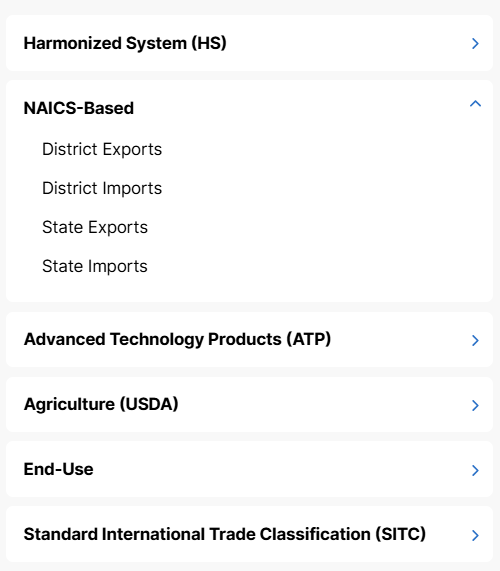 Harmonized System (HS)
NAICS-Based
District Exports
District Imports
State Exports
State Imports
Advanced Technology Products (ATP)
Agriculture (USDA)
End-Use
Standard International Trade Classification (SITC)